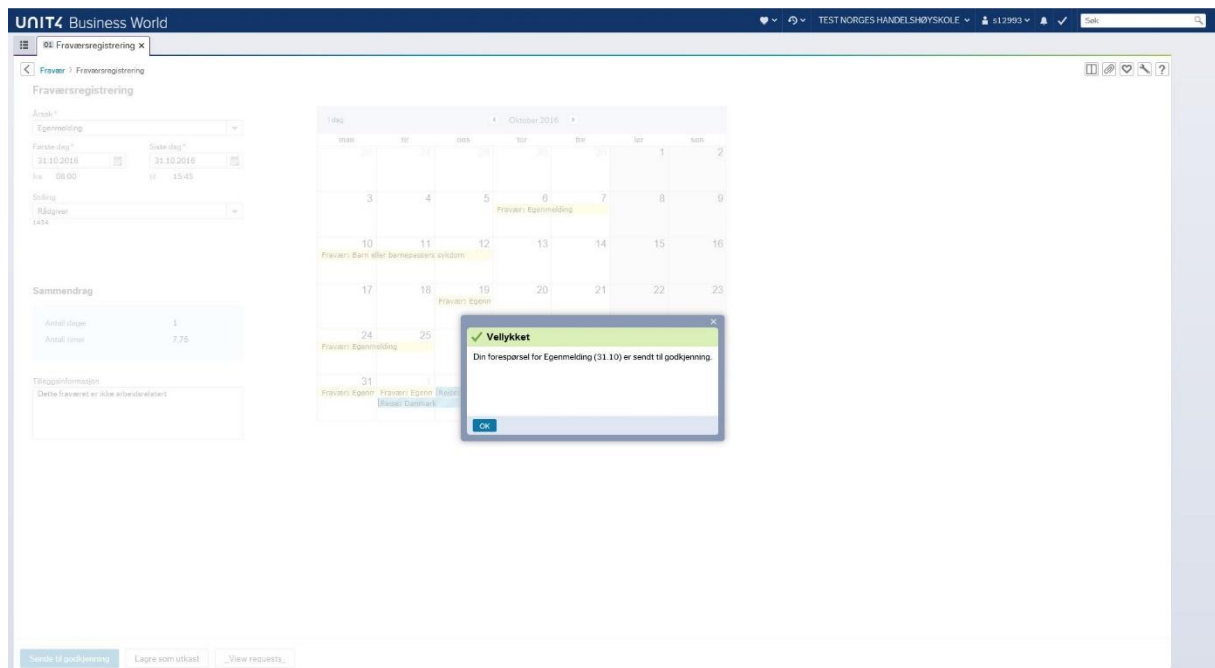 UNIT4 Business World
TEST NORGES HANDELSHØYSKOLE
s12993
Søk
01 Fraværsregistrering x
Fravær > Fraværsregistrering
Fraværsregistrering
Årsak*
Egenmelding
Første dag* Siste dag*
31.10.2016 31.10.2016
fra 08:00 til 15:45
Stilling
Rådgiver
1434
Sammendrag
Antall dager 1
Antall timer 7,75
Tilleggsinformasjon
Dette fraværet er ikke arbeidsrelatert
I dag Oktober 2016
man tir ons tor fre lør søn
1 2
3 4 5 6 7 8 9
Fravær: Egenmelding
10 11 12 13 14 15 16
Fravær: Barn eller barnepassers sykdom
17 18 19 20 21 22 23
Fravær: Egenm
24 25
Fravær: Egenmelding
31 1
Fravær: Egenm Fravær: Egenm
Reise: Danmark
Vellykket
Din forespørsel for Egenmelding (31.10) er sendt til godkjenning.
OK
Sende til godkjenning Lagre som utkast _View requests_